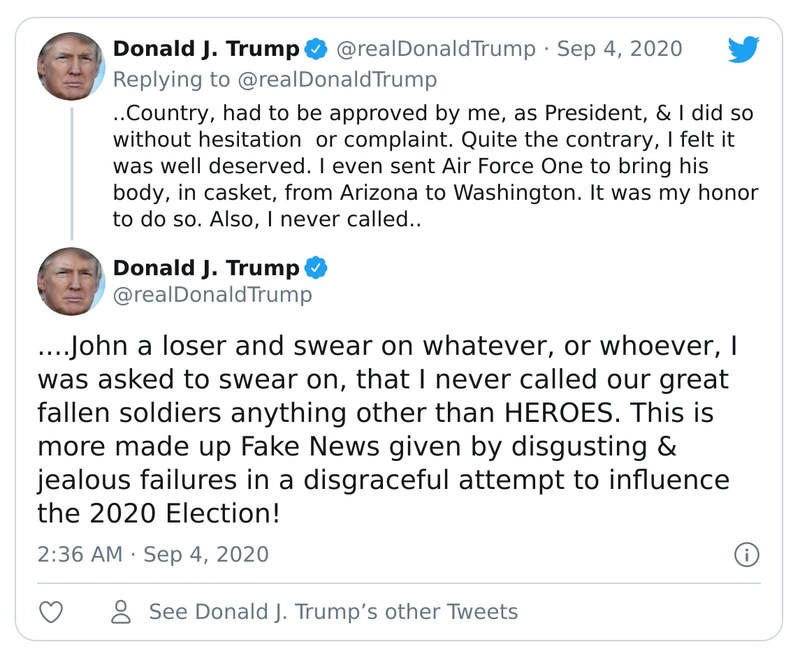 Donald J. Trump @realDonaldTrump · Sep 4, 2020
Replying to @realDonaldTrump
..Country, had to be approved by me, as President, & I did so
without hesitation  or complaint. Quite the contrary, I felt it
was well deserved. I even sent Air Force One to bring his
body, in casket, from Arizona to Washington. It was my honor
to do so. Also, I never called..
Donald J. Trump
@realDonaldTrump
....John a loser and swear on whatever, or whoever, I
was asked to swear on, that I never called our great
fallen soldiers anything other than HEROES. This is
more made up Fake News given by disgusting &
jealous failures in a disgraceful attempt to influence
the 2020 Election!
2:36 AM · Sep 4, 2020
See Donald J. Trump’s other Tweets